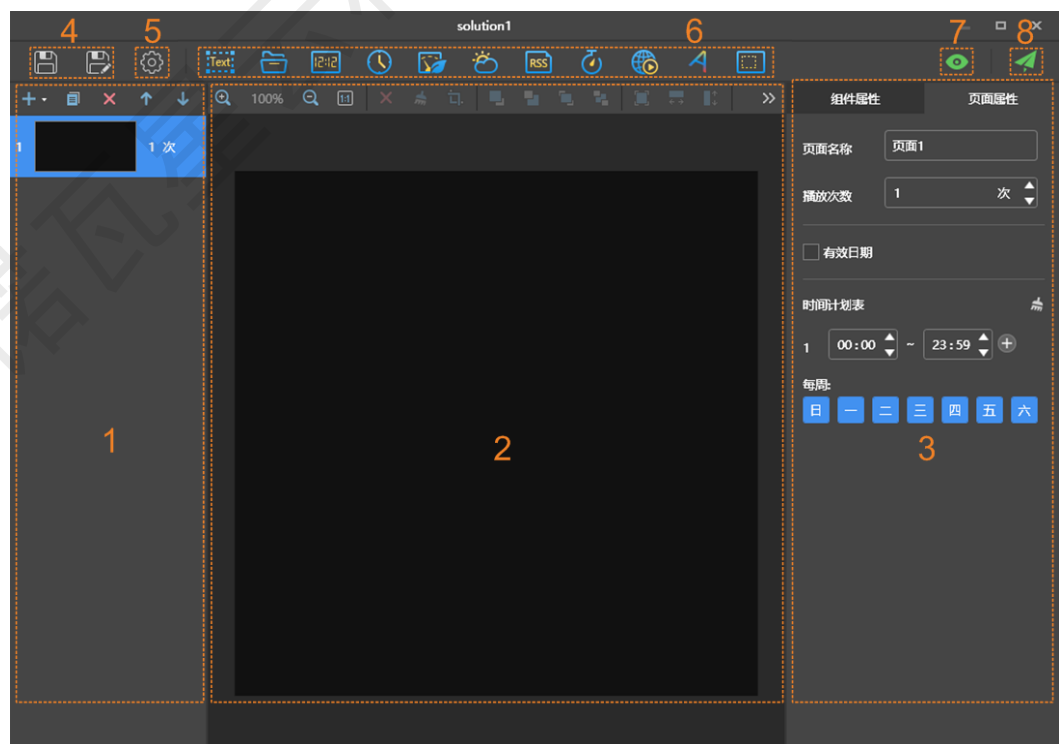 solution1
4
5
6
7
8
Text
12:12
RSS
100%
1:1
组件属性
页面属性
1
1 次
页面名称
页面1
播放次数
1
次
有效日期
时间计划表
1
00:00
~
23:59
每周:
日 一 二 三 四 五 六
1
2
3